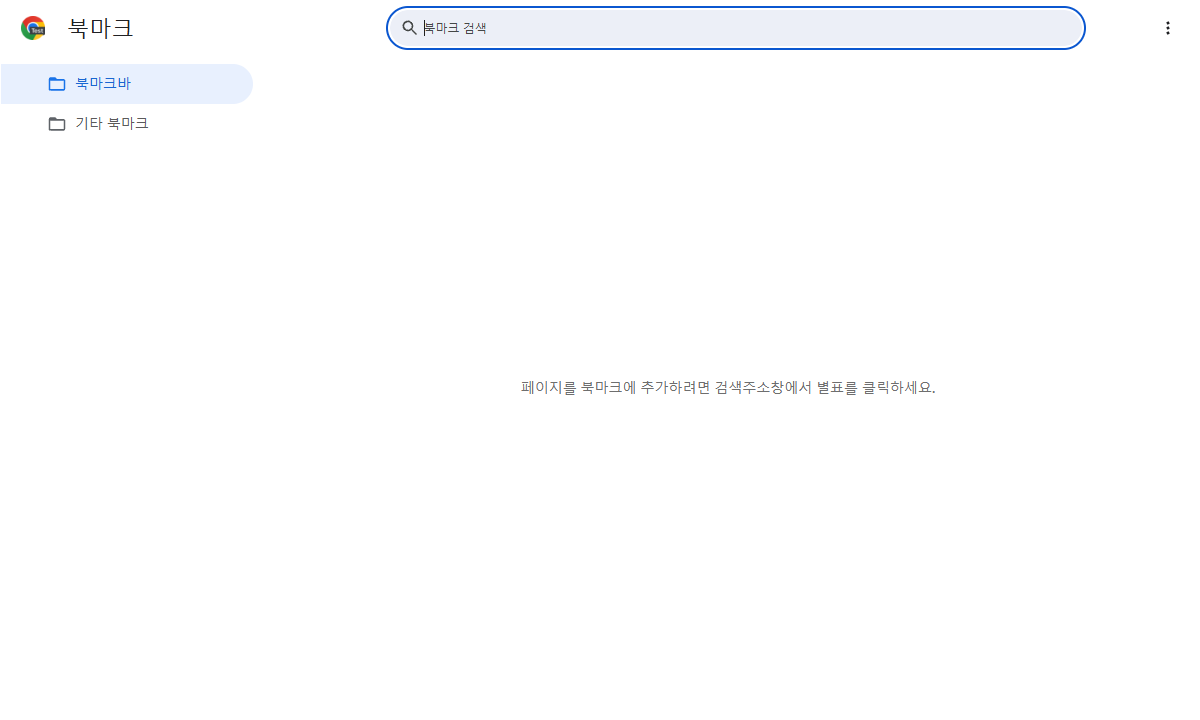 Test
북마크
북마크 검색
북마크바
기타 북마크
페이지를 북마크에 추가하려면 검색주소창에서 별표를 클릭하세요.